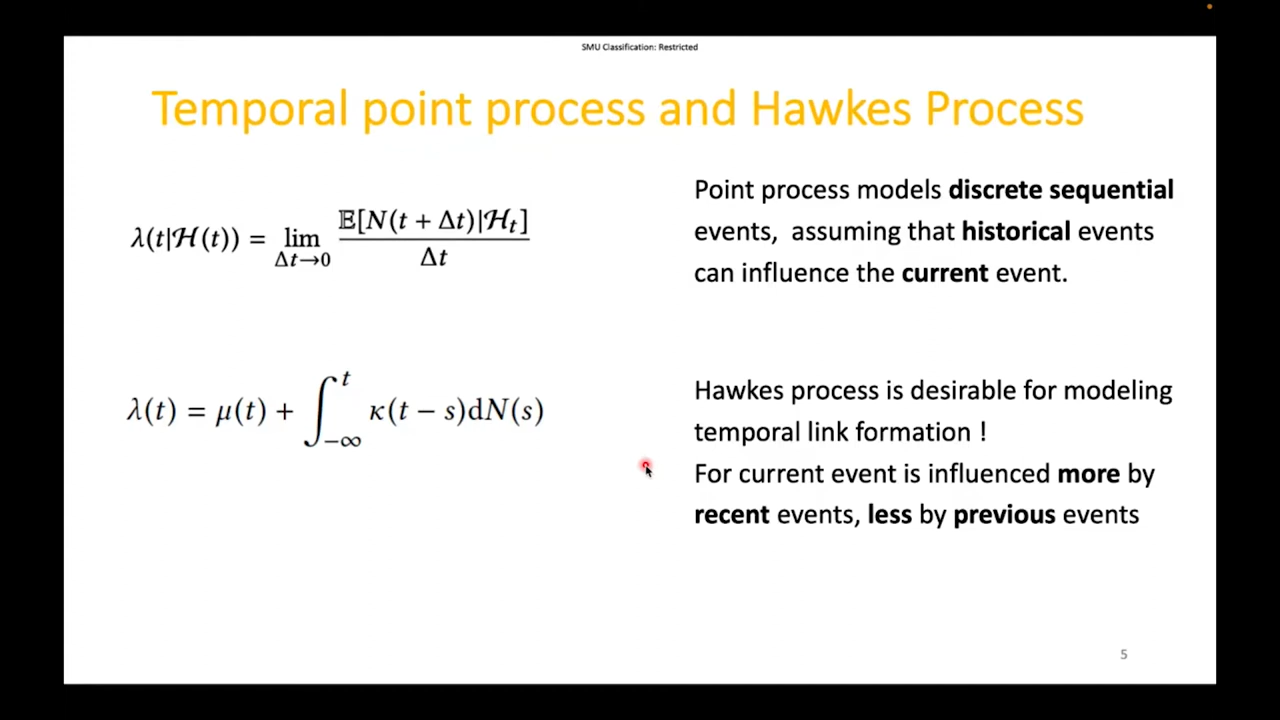 SMU Classification: Restricted
Temporal point process and Hawkes Process
λ(t|ℋ(t)) = lim_{Δt→0} 𝔼[N(t + Δt)|ℋ_t] / Δt
Point process models discrete sequential
events, assuming that historical events
can influence the current event.
λ(t) = μ(t) + ∫_{−∞}^{t} κ(t − s)dN(s)
Hawkes process is desirable for modeling
temporal link formation !
For current event is influenced more by
recent events, less by previous events
5